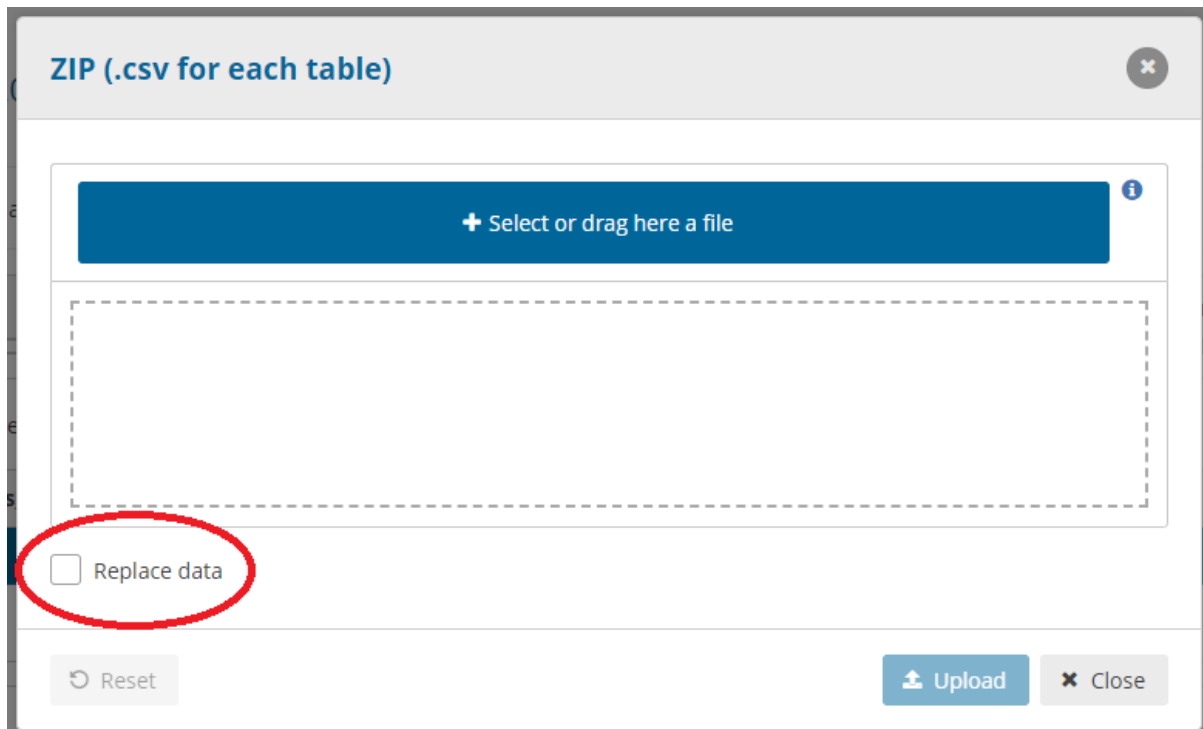 ZIP (.csv for each table)
Select or drag here a file
Replace data
Reset
Upload
Close